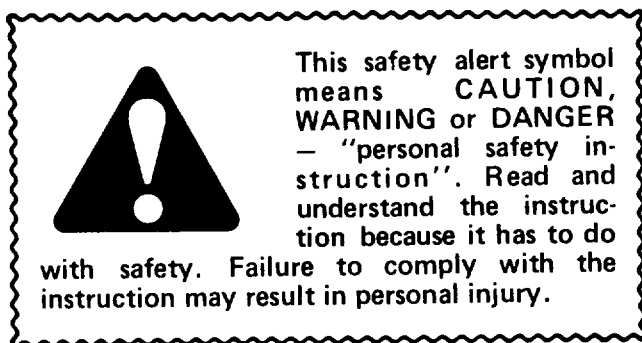 This safety alert symbol
means CAUTION,
WARNING or DANGER
— "personal safety in-
struction". Read and
understand the instruc-
tion because it has to do
with safety. Failure to comply with the
instruction may result in personal injury.